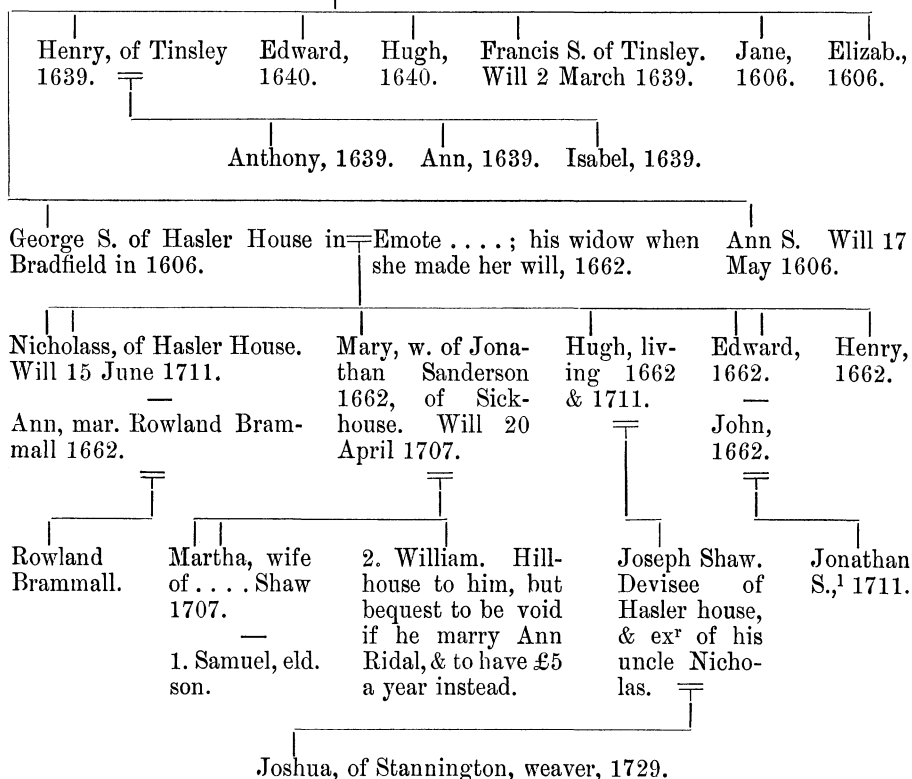 Henry, of Tinsley
1639.
Edward,
1640.
Hugh,
1640.
Francis S. of Tinsley.
Will 2 March 1639.
Jane,
1606.
Elizab.,
1606.
Anthony, 1639.
Ann, 1639.
Isabel, 1639.
George S. of Hasler House in
Bradfield in 1606.
Emote . . . . ; his widow when
she made her will, 1662.
Ann S. Will 17
May 1606.
Nicholass, of Hasler House.
Will 15 June 1711.
—
Ann, mar. Rowland Bram-
mall 1662.
Mary, w. of Jona-
than Sanderson
1662, of Sick-
house. Will 20
April 1707.
Hugh, liv-
ing 1662
& 1711.
Edward,
1662.
—
John,
1662.
Henry,
1662.
Rowland
Brammall.
Martha, wife
of . . . . Shaw
1707.
—
1. Samuel, eld.
son.
2. William. Hill-
house to him, but
bequest to be void
if he marry Ann
Ridal, & to have £5
a year instead.
Joseph Shaw.
Devisee of
Hasler house,
& exʳ of his
uncle Nicho-
las.
Jonathan
S.,¹ 1711.
Joshua, of Stannington, weaver, 1729.